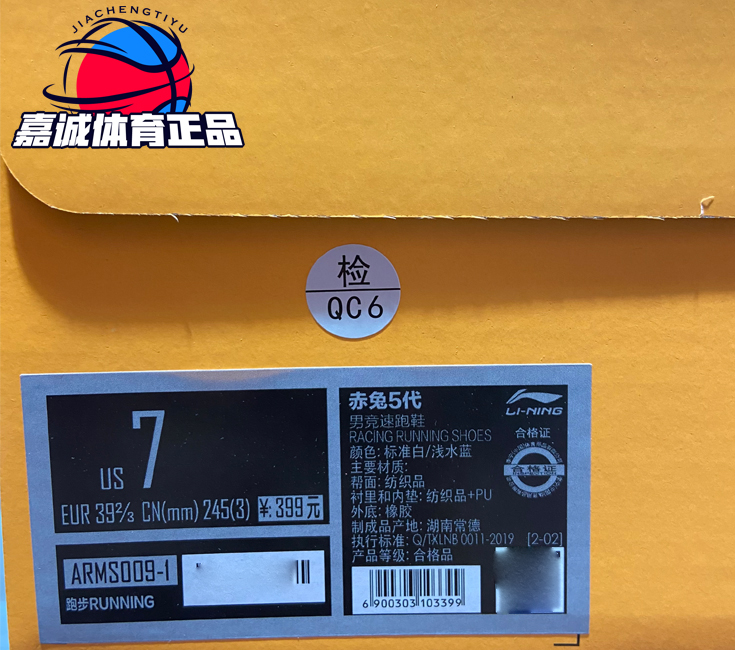 JIACHENGTIYU
嘉诚体育正品
检
QC6
US 7
EUR 39⅔ CN(mm) 245(3) ¥:399元
ARMS009-1
跑步RUNNING
赤兔5代
男竞速跑鞋
RACING RUNNING SHOES
颜色: 标准白/浅水蓝
主要材质:
帮面: 纺织品
衬里和内垫: 纺织品+PU
外底: 橡胶
制成品产地: 湖南常德
执行标准: Q/TXLNB 0011-2019 [2-02]
产品等级: 合格品
6 900303 103399
LI-NING
合格证
合格证